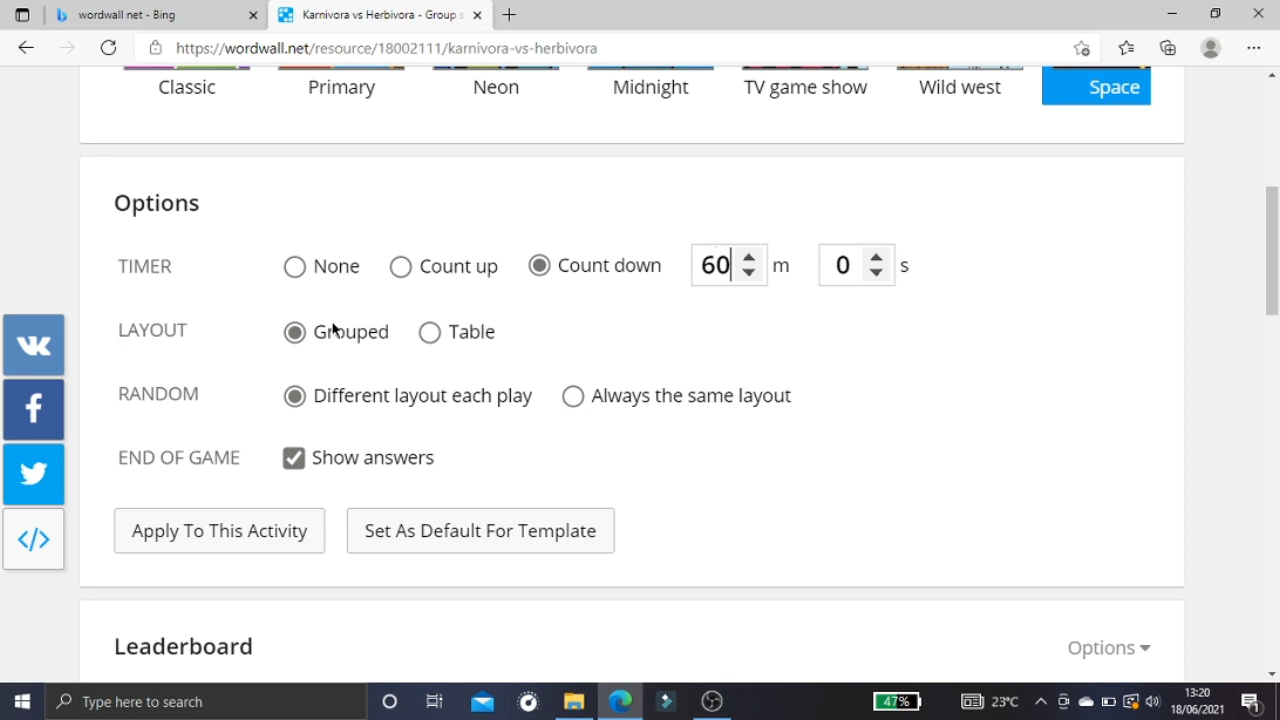 wordwall net - Bing
Karnivora vs Herbivora - Group s
https://wordwall.net/resource/18002111/karnivora-vs-herbivora
Classic
Primary
Neon
Midnight
TV game show
Wild west
Space
Options
TIMER
None
Count up
Count down
60
m
0
s
LAYOUT
Grouped
Table
RANDOM
Different layout each play
Always the same layout
END OF GAME
Show answers
Apply To This Activity
Set As Default For Template
Leaderboard
Options
Type here to search
47%
23°C
13:20
18/06/2021
1